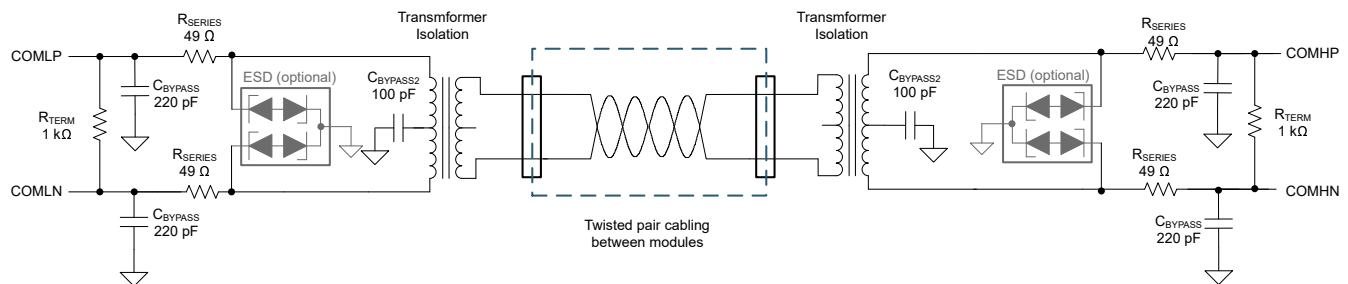 Transmformer
Isolation
Transmformer
Isolation
RSERIES
49 Ω
COMLP
CBYPASS
220 pF
RTERM
1 kΩ
ESD (optional)
CBYPASS2
100 pF
RSERIES
49 Ω
COMLN
CBYPASS
220 pF
Twisted pair cabling
between modules
CBYPASS2
100 pF
ESD (optional)
RSERIES
49 Ω
COMHP
CBYPASS
220 pF
RTERM
1 kΩ
RSERIES
49 Ω
COMHN
CBYPASS
220 pF